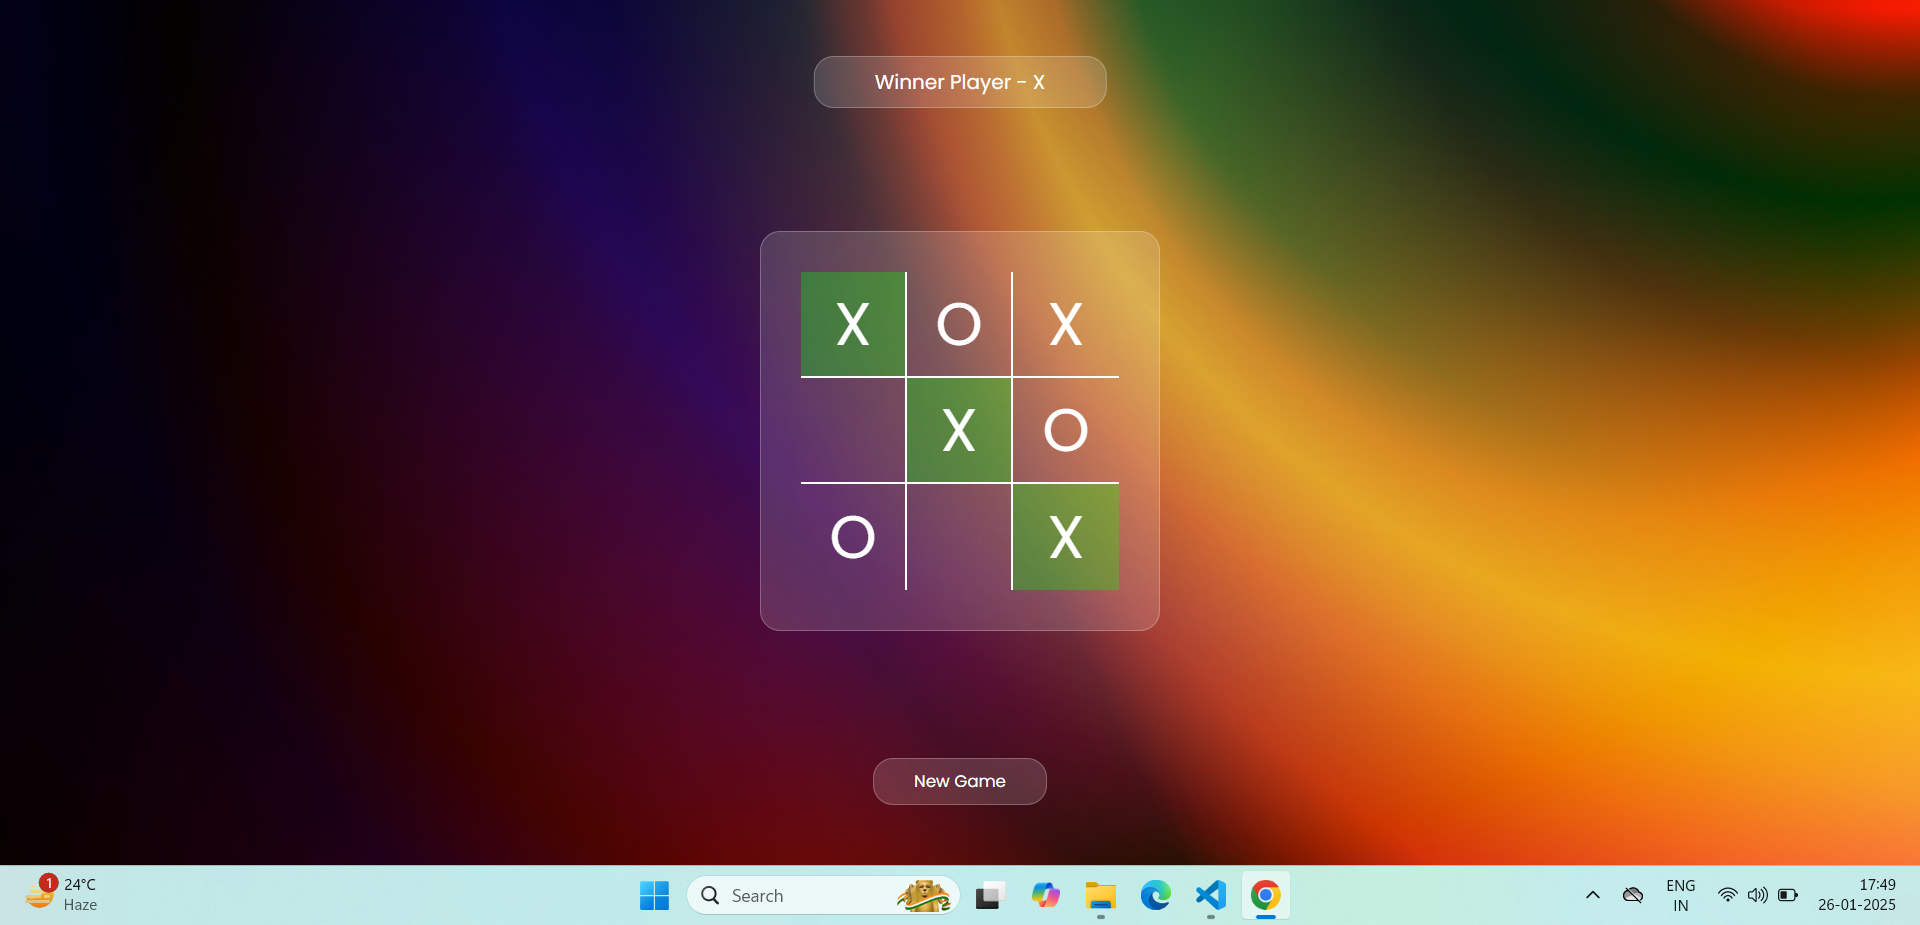 Winner Player - X
X O X
X O
O X
New Game
1
24°C
Haze
Search
ENG
IN
17:49
26-01-2025